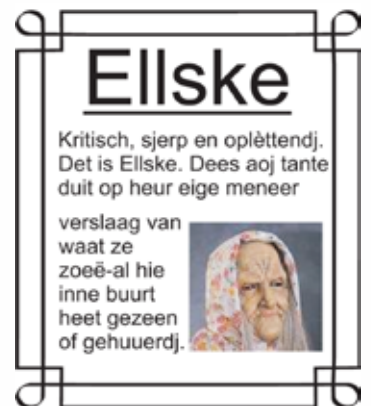 Ellske
Kritisch, sjerp en oplèttendj.
Det is Ellske. Dees aoj tante
duit op heur eige meneer
verslaag van
waat ze
zoeë-al hie
inne buurt
heet gezeen
of gehuuerdj.